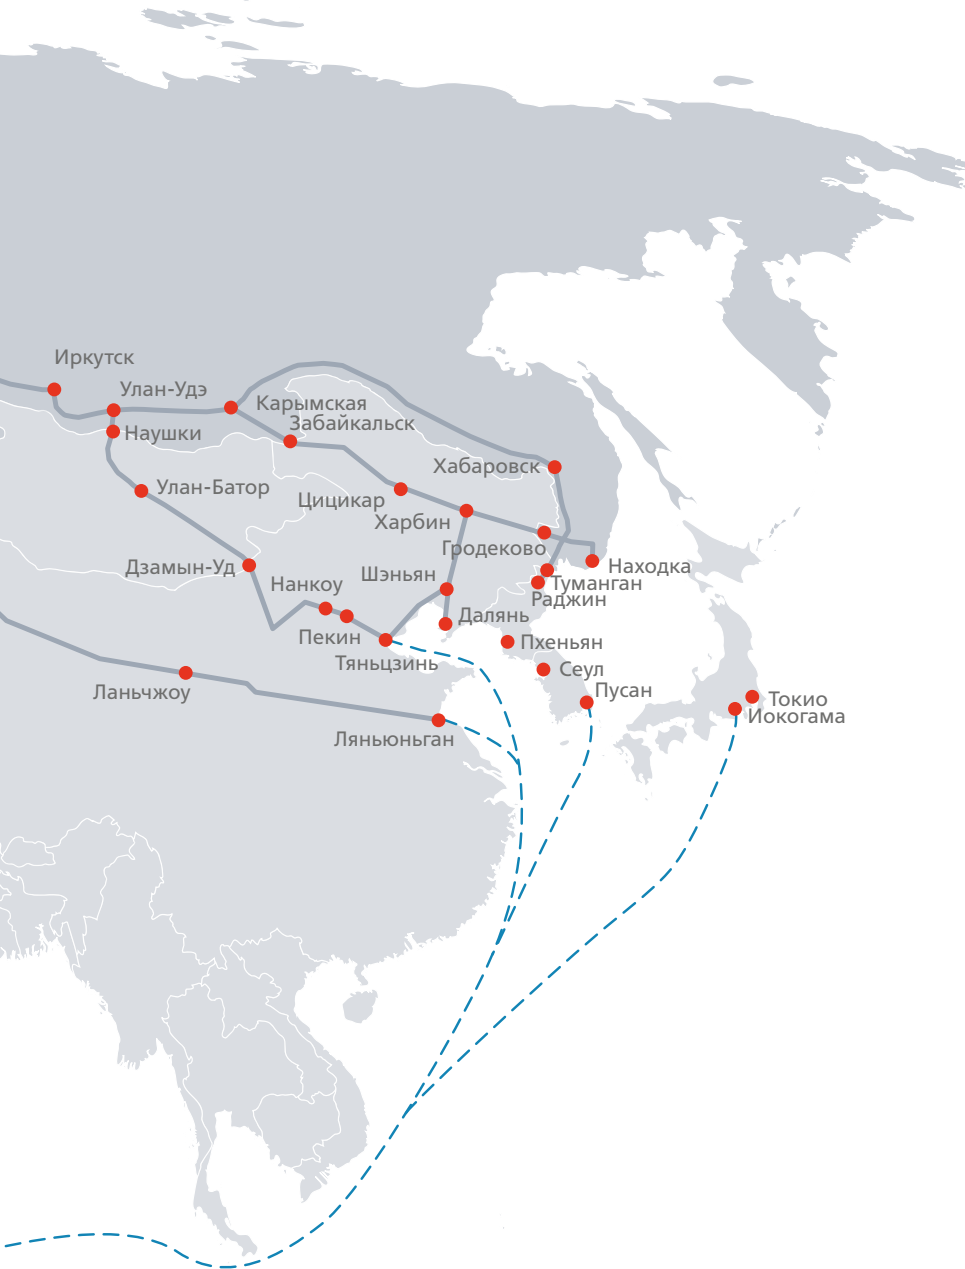 Иркутск
Улан-Удэ
Карымская
Забайкальск
Наушки
Хабаровск
Улан-Батор
Цицикар
Харбин
Гродеково
Находка
Дзамын-Уд
Шэньян
Туманган
Нанкоу
Раджин
Далянь
Пекин
Пхеньян
Тяньцзинь
Сеул
Ланьчжоу
Пусан
Токио
Иокогама
Ляньюньган